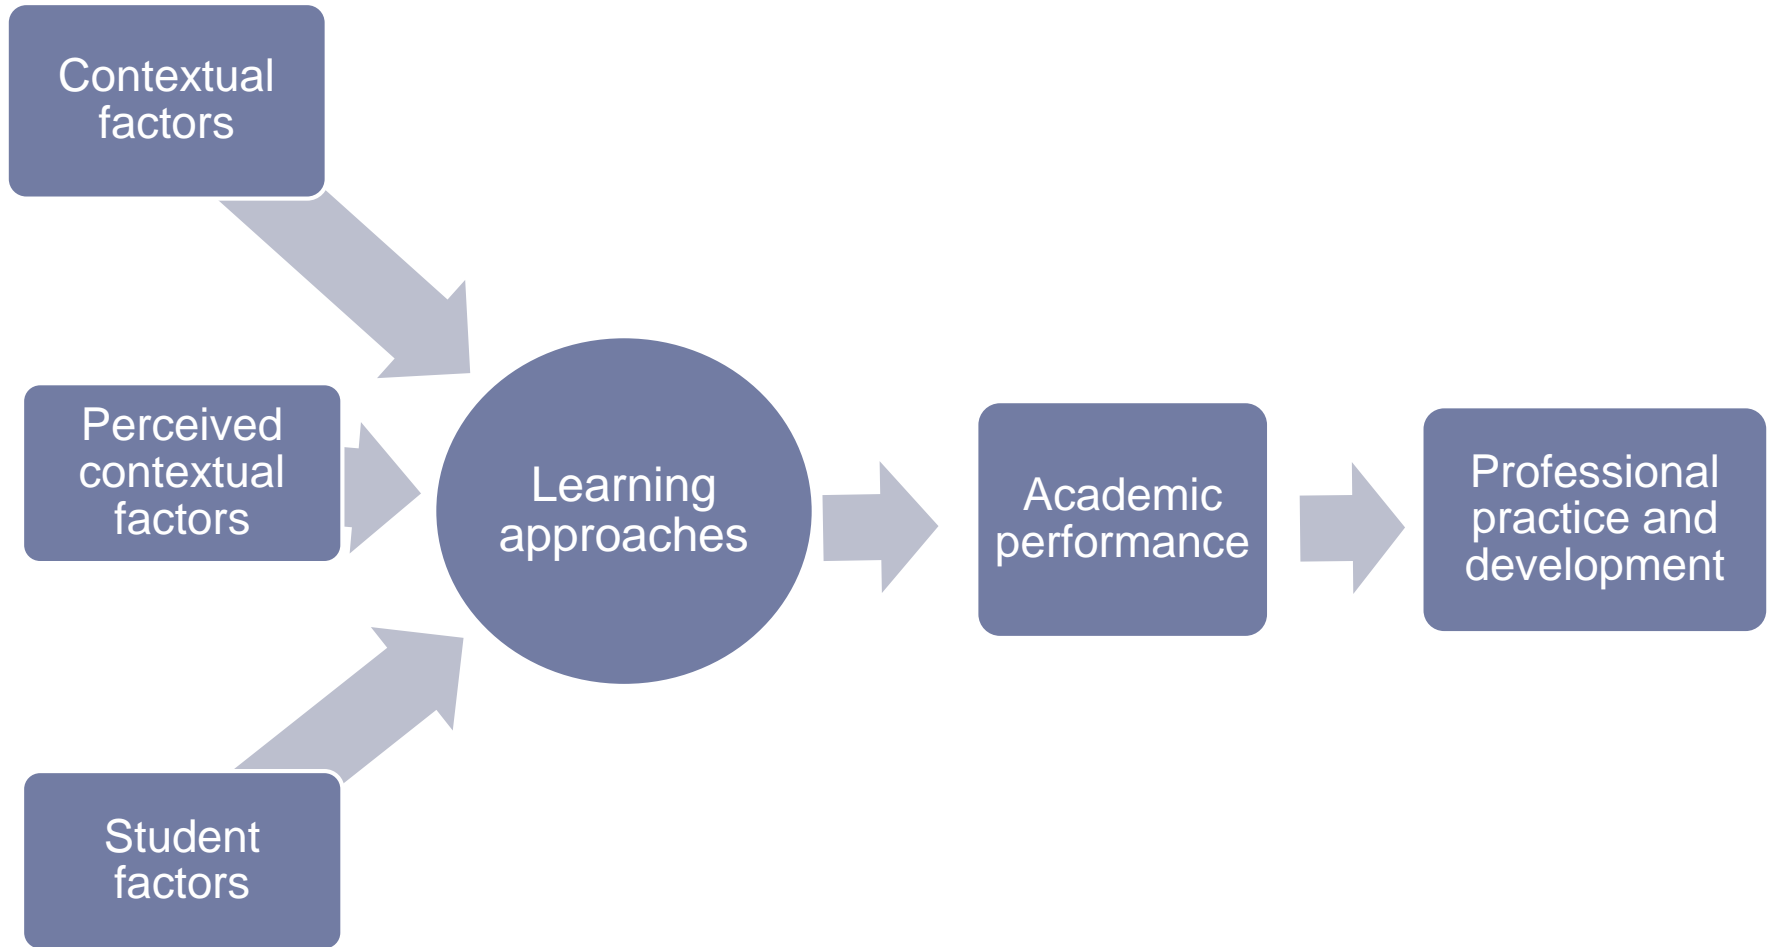 Contextual
factors
Perceived
contextual
factors
Student
factors
Learning
approaches
Academic
performance
Professional
practice and
development